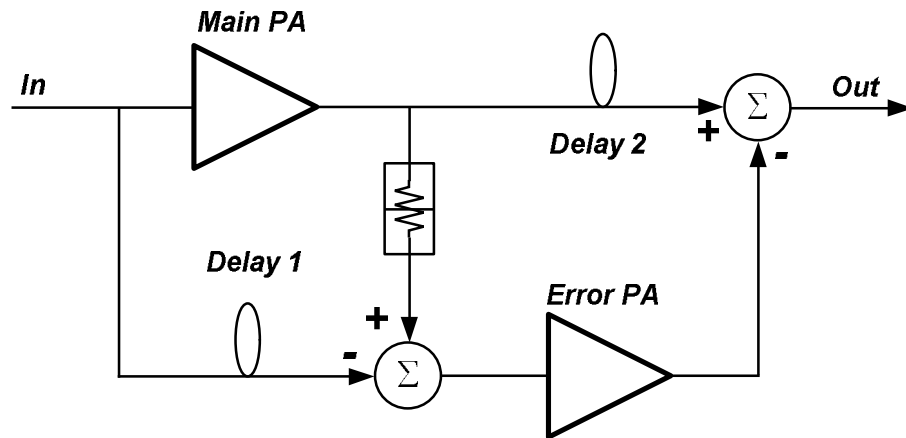 Main PA
In
Σ
Out
+
-
Delay 2
Delay 1
Error PA
+
-
Σ